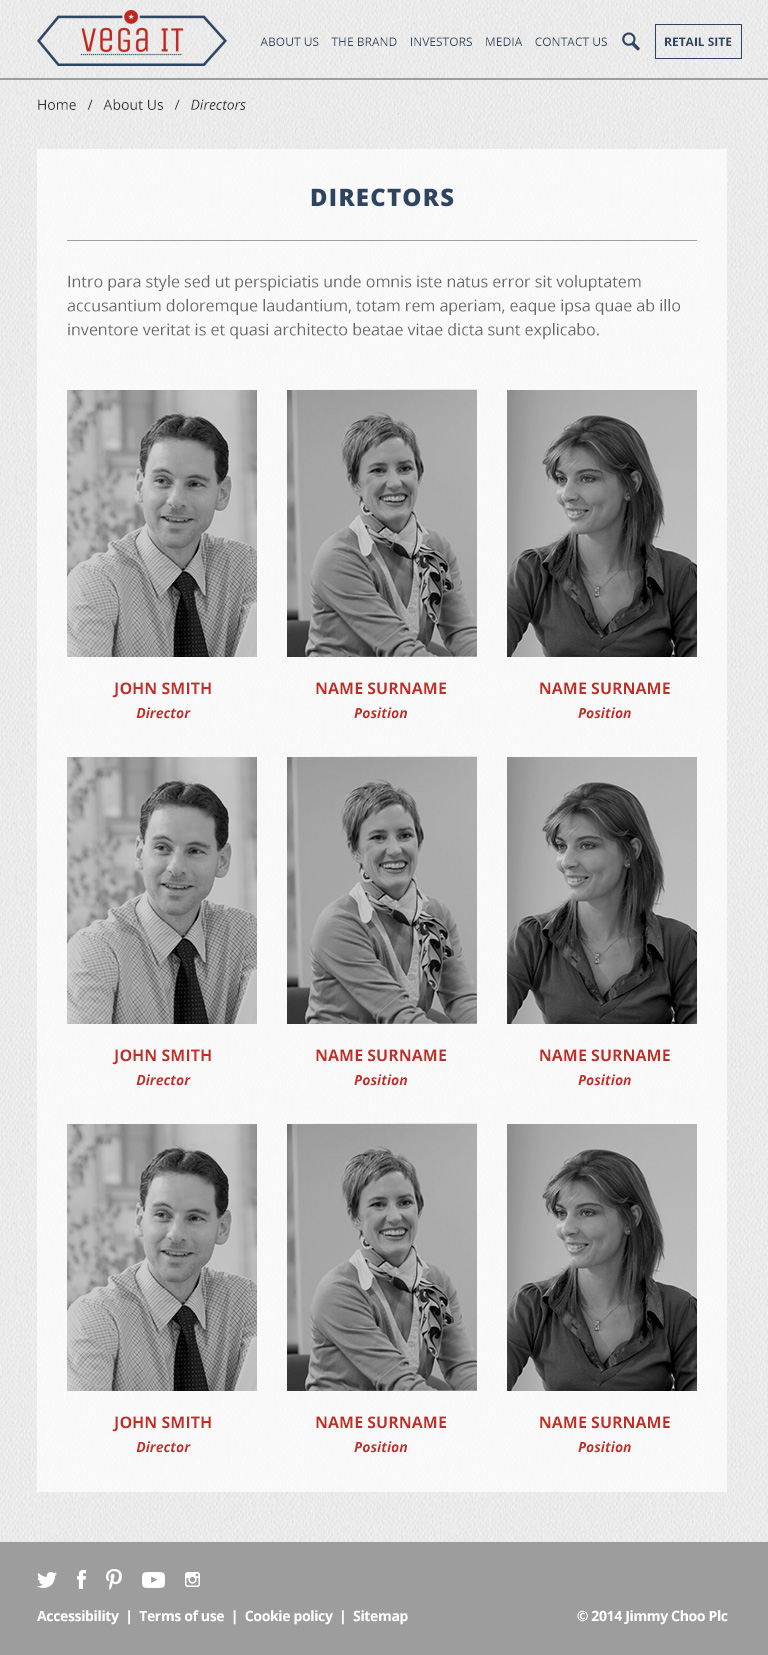 vega IT
ABOUT US THE BRAND INVESTORS MEDIA CONTACT US RETAIL SITE
Home / About Us / Directors
DIRECTORS
Intro para style sed ut perspiciatis unde omnis iste natus error sit voluptatem
accusantium doloremque laudantium, totam rem aperiam, eaque ipsa quae ab illo
inventore veritat is et quasi architecto beatae vitae dicta sunt explicabo.
JOHN SMITH NAME SURNAME NAME SURNAME
Director Position Position
JOHN SMITH NAME SURNAME NAME SURNAME
Director Position Position
JOHN SMITH NAME SURNAME NAME SURNAME
Director Position Position
Accessibility | Terms of use | Cookie policy | Sitemap © 2014 Jimmy Choo Plc